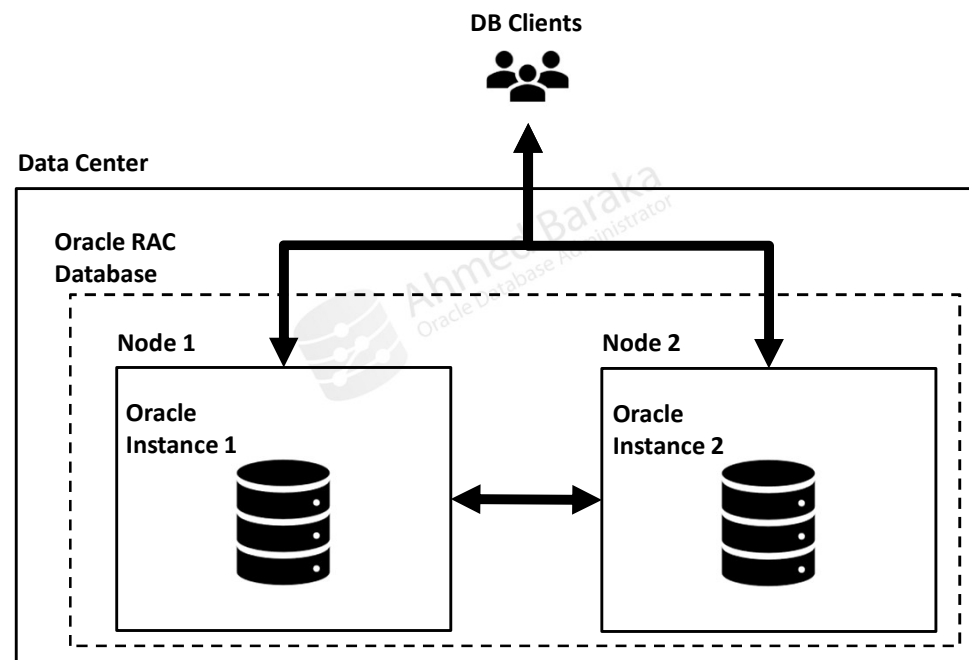 DB Clients
Data Center
Ahmed Baraka
Oracle Database Administrator
Oracle RAC
Database
Node 1
Node 2
Oracle
Instance 1
Oracle
Instance 2